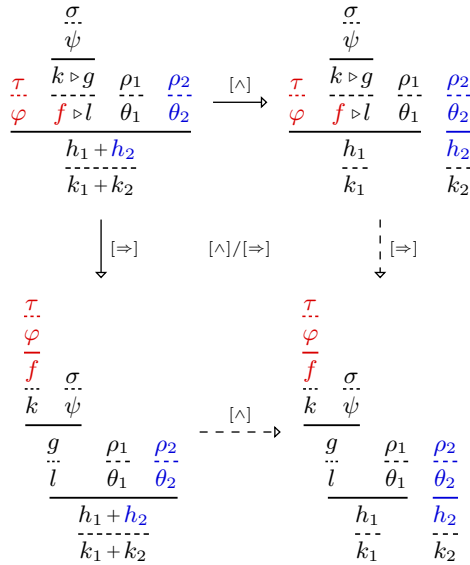 σ σ
ψ ψ
τ k ▹ g ρ₁ ρ₂ [∧] τ k ▹ g ρ₁ ρ₂
φ f ▹ l θ₁ θ₂ φ f ▹ l θ₁ θ₂
h₁ + h₂ h₁ h₂
k₁ + k₂ k₁ k₂
[⇒] [∧]/[⇒] [⇒]
τ τ
φ φ
f σ f σ
k ψ [∧] k ψ
g ρ₁ ρ₂ g ρ₁ ρ₂
l θ₁ θ₂ l θ₁ θ₂
h₁ + h₂ h₁ h₂
k₁ + k₂ k₁ k₂